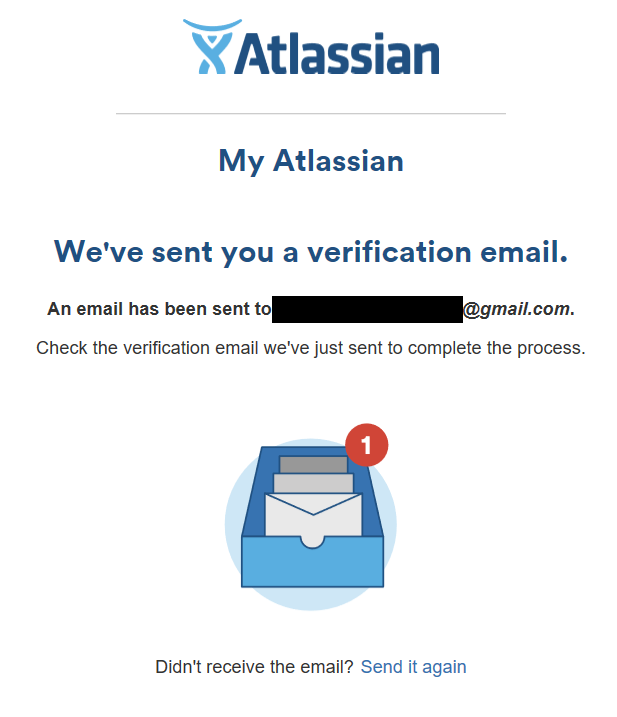 Atlassian
My Atlassian
We've sent you a verification email.
An email has been sent to @gmail.com.
Check the verification email we've just sent to complete the process.
1
Didn't receive the email? Send it again